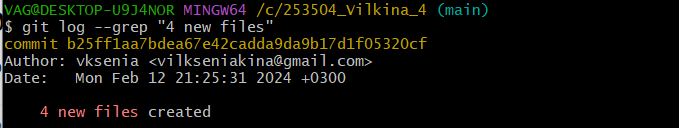 VAG@DESKTOP-U9J4NOR MINGW64 /c/253504_Vilkina_4 (main)
$ git log --grep "4 new files"
commit b25ff1aa7bdea67e42cadda9da9b17d1f05320cf
Author: vksenia <vilkseniakina@gmail.com>
Date:   Mon Feb 12 21:25:31 2024 +0300
    4 new files created